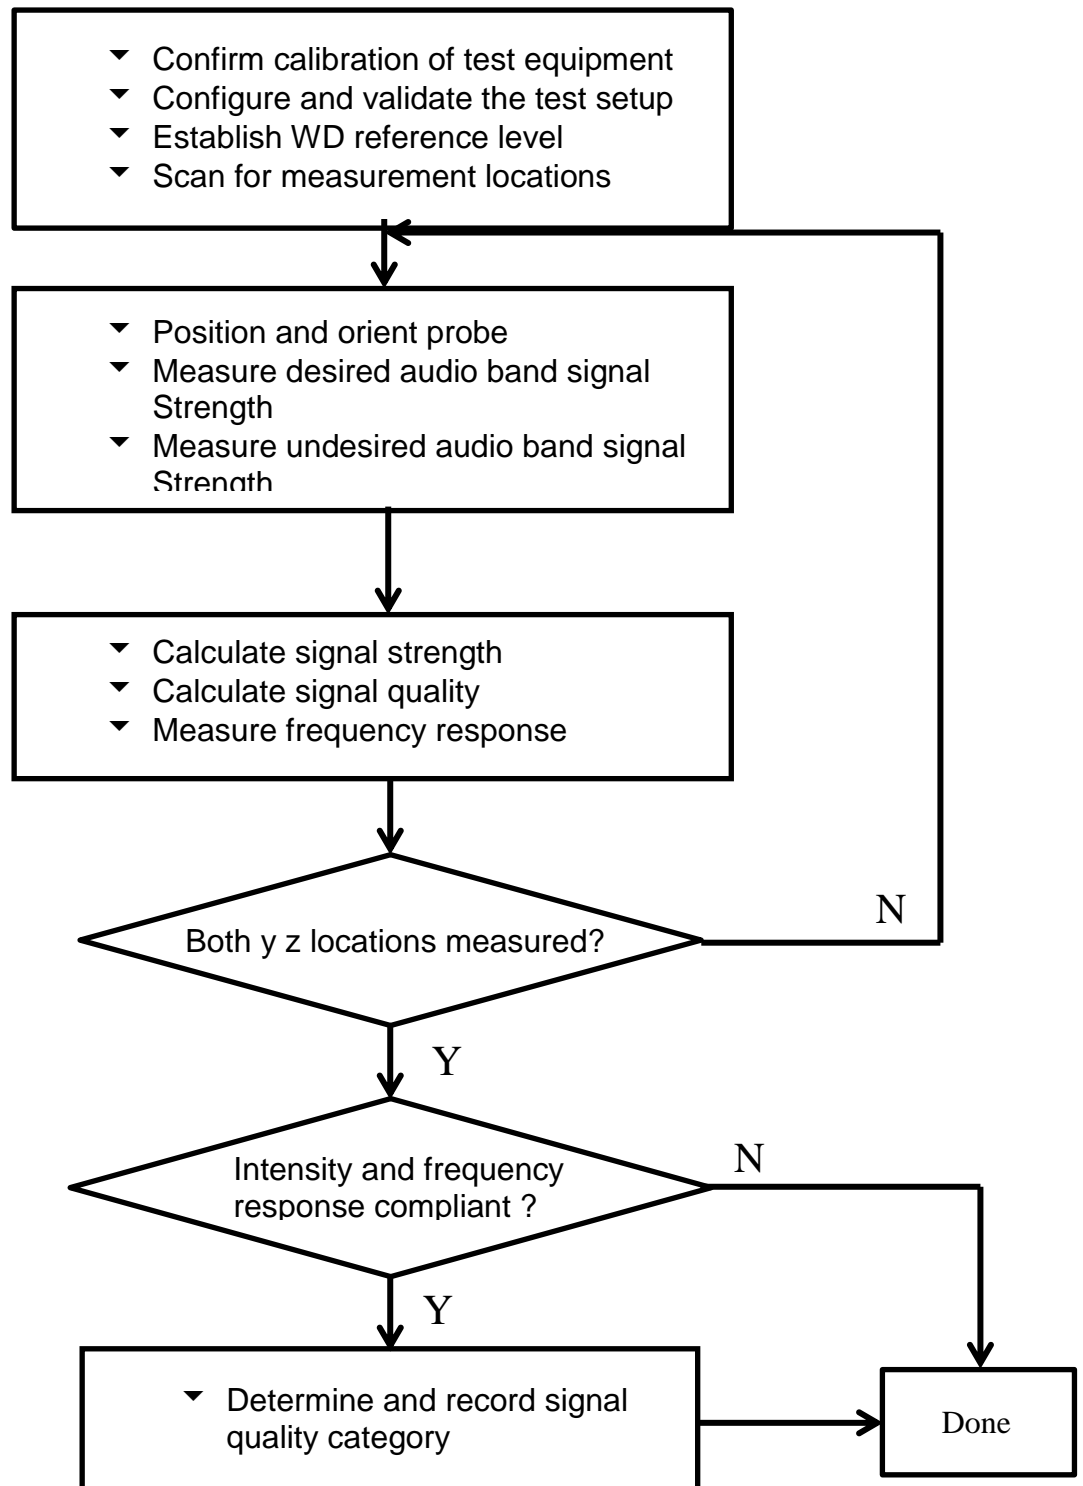 Confirm calibration of test equipment
Configure and validate the test setup
Establish WD reference level
Scan for measurement locations
Position and orient probe
Measure desired audio band signal
Strength
Measure undesired audio band signal
Strength
Calculate signal strength
Calculate signal quality
Measure frequency response
Both y z locations measured?
N
Y
Intensity and frequency
response compliant ?
N
Y
Determine and record signal
quality category
Done